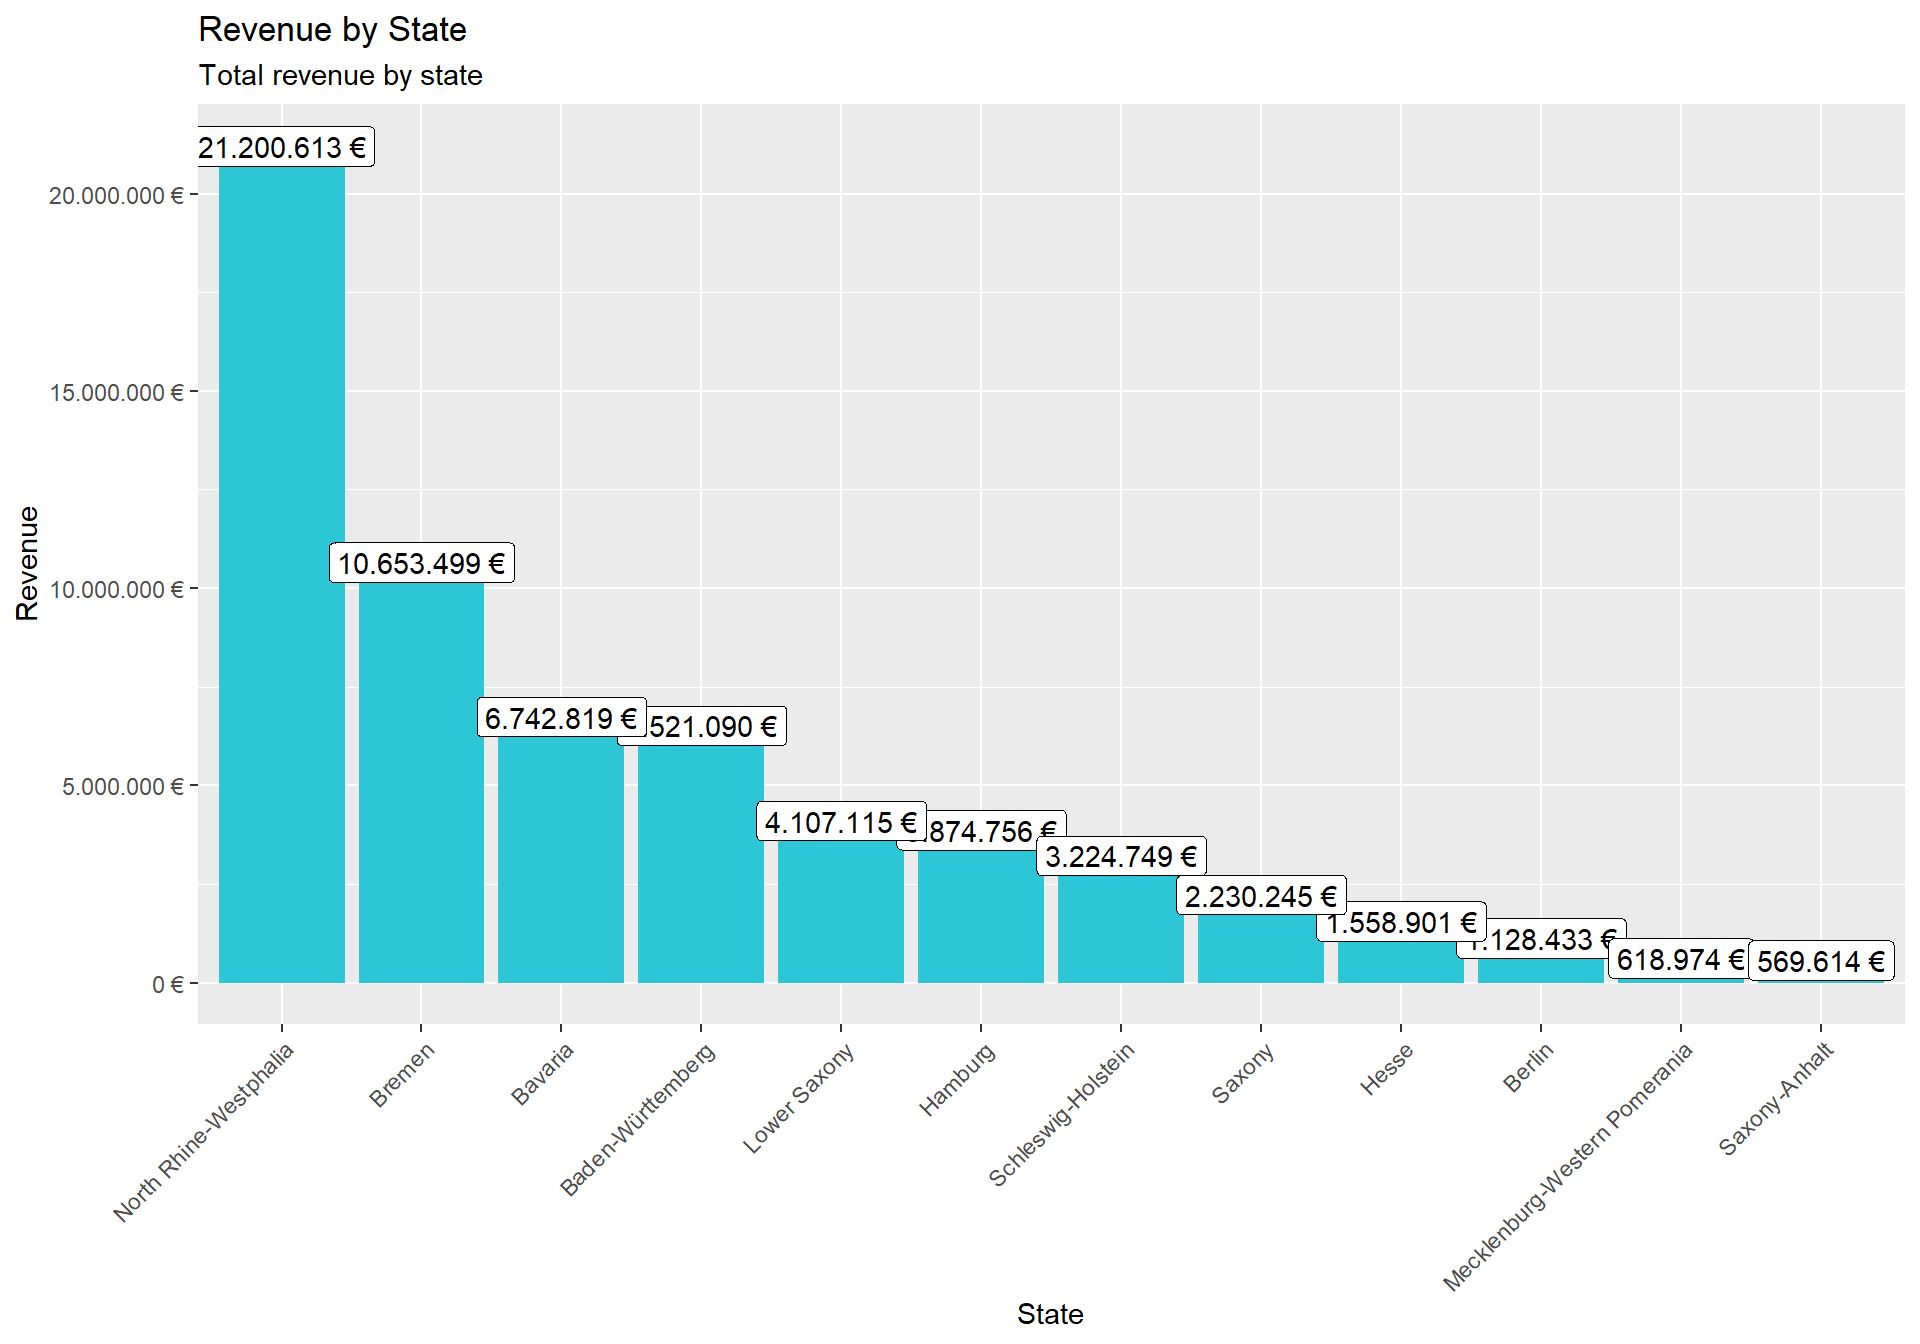 Revenue by State
Total revenue by state
Revenue
20.000.000 €
15.000.000 €
10.000.000 €
5.000.000 €
0 €
21.200.613 €
10.653.499 €
6.742.819 €
521.090 €
4.107.115 €
.874.756 €
3.224.749 €
2.230.245 €
1.558.901 €
.128.433 €
618.974 €
569.614 €
North Rhine-Westphalia
Bremen
Bavaria
Baden-Württemberg
Lower Saxony
Hamburg
Schleswig-Holstein
Saxony
Hesse
Berlin
Mecklenburg-Western Pomerania
Saxony-Anhalt
State